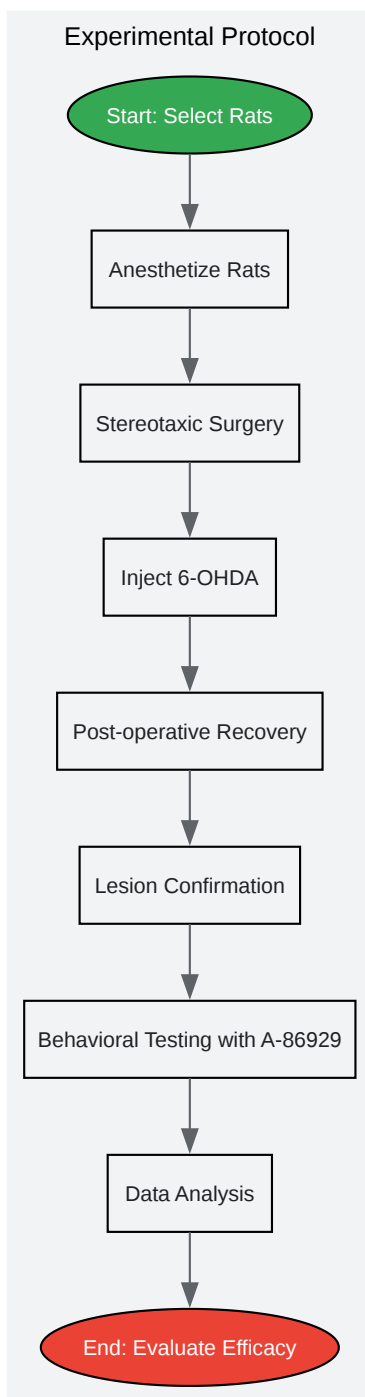 Experimental Protocol
Start: Select Rats
Anesthetize Rats
Stereotaxic Surgery
Inject 6-OHDA
Post-operative Recovery
Lesion Confirmation
Behavioral Testing with A-86929
Data Analysis
End: Evaluate Efficacy